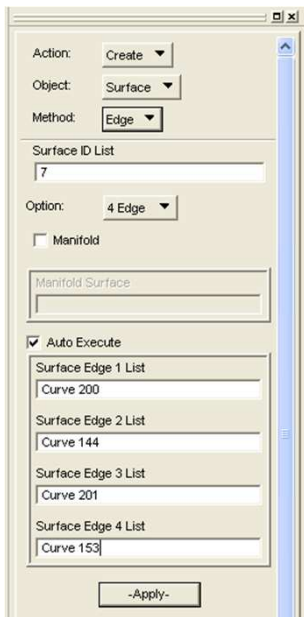 Action: Create
Object: Surface
Method: Edge
Surface ID List
7
Option: 4 Edge
Manifold
Manifold Surface
Auto Execute
Surface Edge 1 List
Curve 200
Surface Edge 2 List
Curve 144
Surface Edge 3 List
Curve 201
Surface Edge 4 List
Curve 153
-Apply-